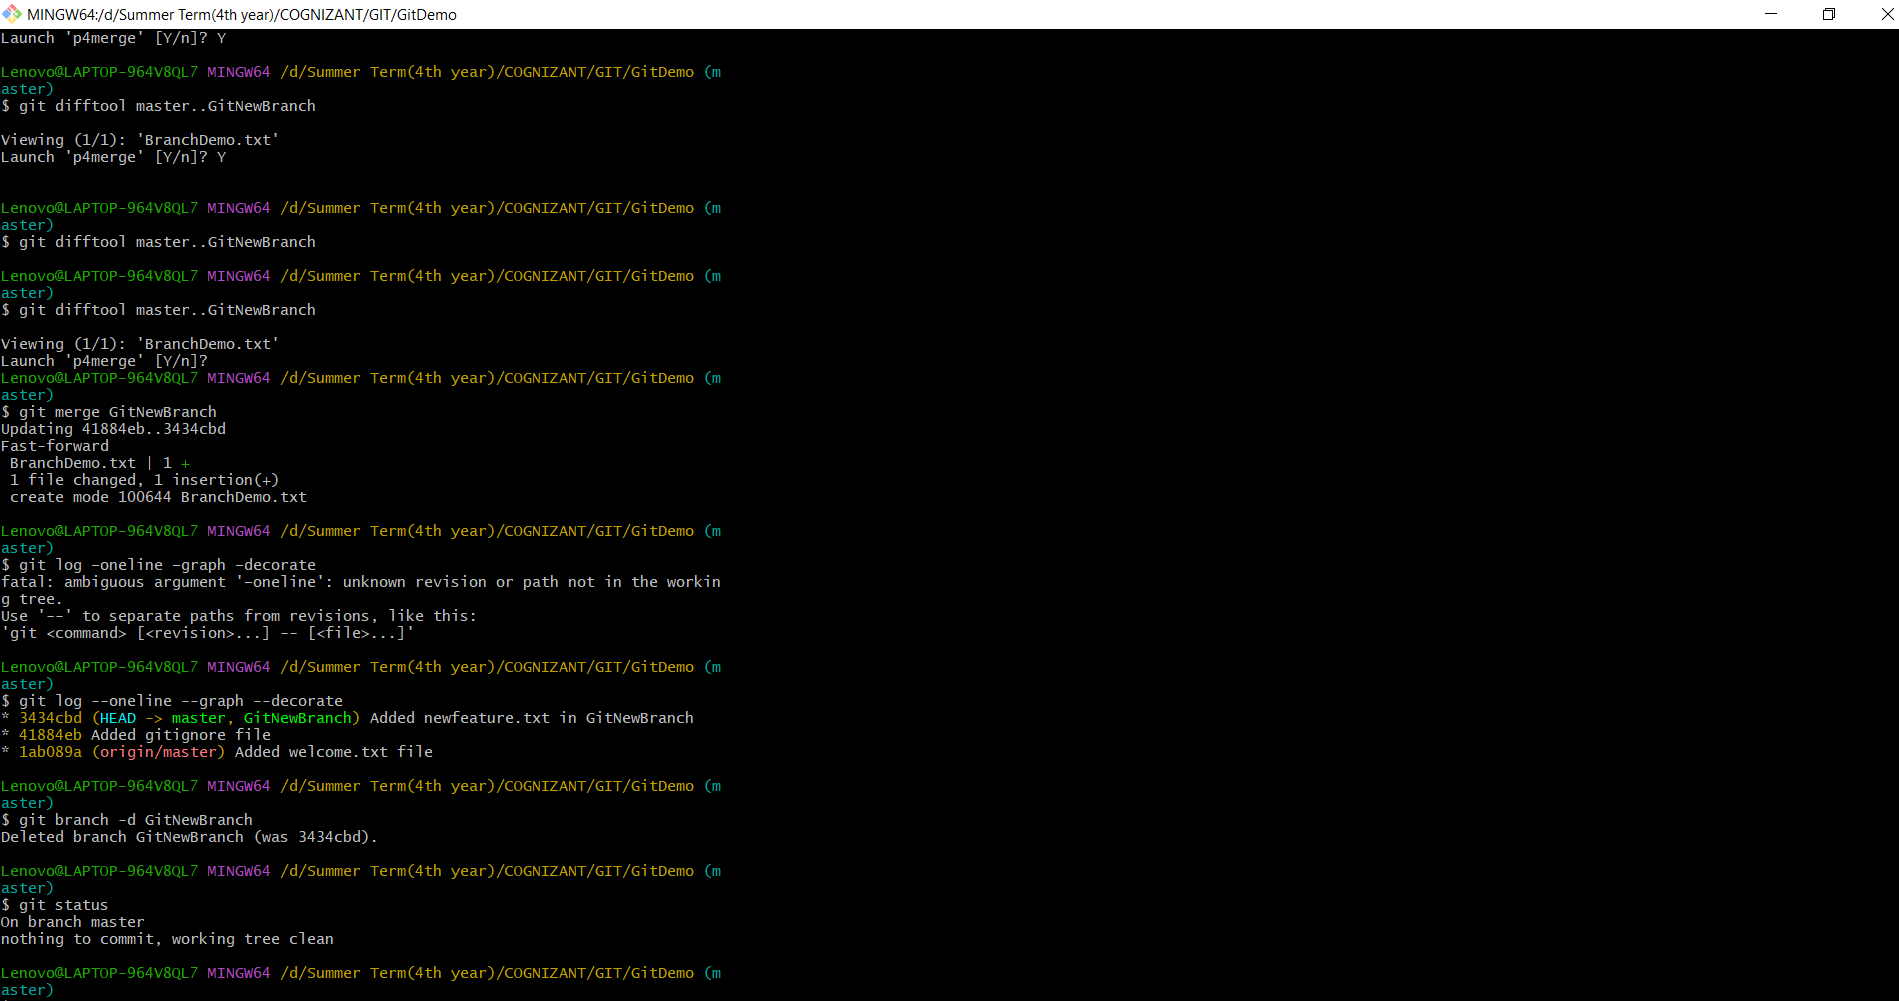 MINGW64:/d/Summer Term(4th year)/COGNIZANT/GIT/GitDemo
Launch 'p4merge' [Y/n]? Y
Lenovo@LAPTOP-964V8QL7 MINGW64 /d/Summer Term(4th year)/COGNIZANT/GIT/GitDemo (m
aster)
$ git difftool master..GitNewBranch
Viewing (1/1): 'BranchDemo.txt'
Launch 'p4merge' [Y/n]? Y
Lenovo@LAPTOP-964V8QL7 MINGW64 /d/Summer Term(4th year)/COGNIZANT/GIT/GitDemo (m
aster)
$ git difftool master..GitNewBranch
Lenovo@LAPTOP-964V8QL7 MINGW64 /d/Summer Term(4th year)/COGNIZANT/GIT/GitDemo (m
aster)
$ git difftool master..GitNewBranch
Viewing (1/1): 'BranchDemo.txt'
Launch 'p4merge' [Y/n]?
Lenovo@LAPTOP-964V8QL7 MINGW64 /d/Summer Term(4th year)/COGNIZANT/GIT/GitDemo (m
aster)
$ git merge GitNewBranch
Updating 41884eb..3434cbd
Fast-forward
 BranchDemo.txt | 1 +
 1 file changed, 1 insertion(+)
 create mode 100644 BranchDemo.txt
Lenovo@LAPTOP-964V8QL7 MINGW64 /d/Summer Term(4th year)/COGNIZANT/GIT/GitDemo (m
aster)
$ git log –oneline –graph –decorate
fatal: ambiguous argument '–oneline': unknown revision or path not in the workin
g tree.
Use '--' to separate paths from revisions, like this:
'git <command> [<revision>...] -- [<file>...]'
Lenovo@LAPTOP-964V8QL7 MINGW64 /d/Summer Term(4th year)/COGNIZANT/GIT/GitDemo (m
aster)
$ git log --oneline --graph --decorate
* 3434cbd (HEAD -> master, GitNewBranch) Added newfeature.txt in GitNewBranch
* 41884eb Added gitignore file
* 1ab089a (origin/master) Added welcome.txt file
Lenovo@LAPTOP-964V8QL7 MINGW64 /d/Summer Term(4th year)/COGNIZANT/GIT/GitDemo (m
aster)
$ git branch -d GitNewBranch
Deleted branch GitNewBranch (was 3434cbd).
Lenovo@LAPTOP-964V8QL7 MINGW64 /d/Summer Term(4th year)/COGNIZANT/GIT/GitDemo (m
aster)
$ git status
On branch master
nothing to commit, working tree clean
Lenovo@LAPTOP-964V8QL7 MINGW64 /d/Summer Term(4th year)/COGNIZANT/GIT/GitDemo (m
aster)